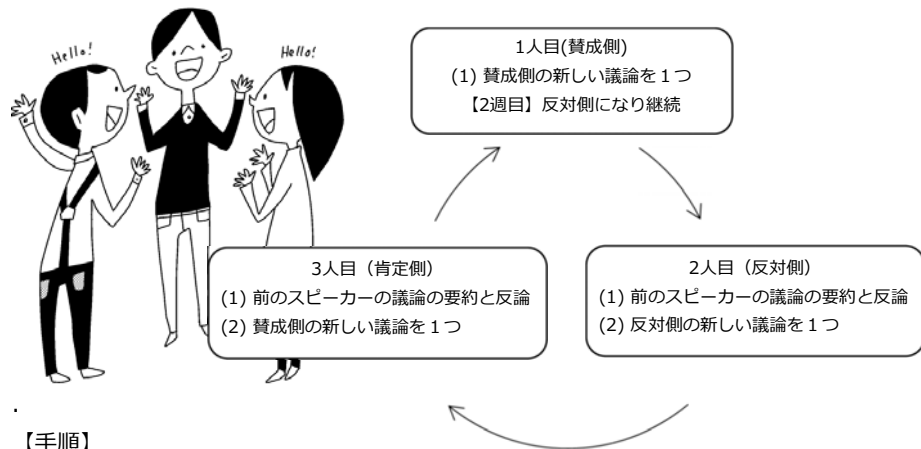 Hello!
Hello!
1人目(賛成側)
(1) 賛成側の新しい議論を１つ
【2週目】反対側になり継続
3人目（肯定側）
(1) 前のスピーカーの議論の要約と反論
(2) 賛成側の新しい議論を１つ
2人目（反対側）
(1) 前のスピーカーの議論の要約と反論
(2) 反対側の新しい議論を１つ
.
【手順】